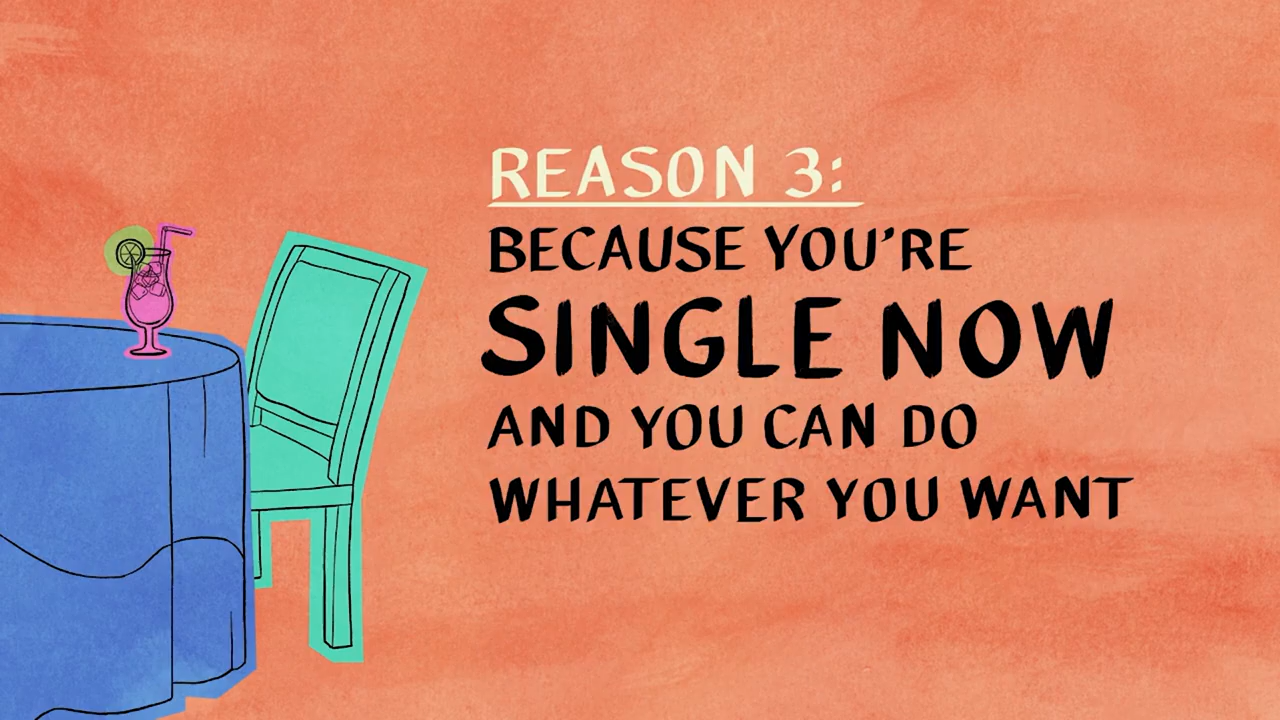 REASON 3:
BECAUSE YOU'RE
SINGLE NOW
AND YOU CAN DO
WHATEVER YOU WANT